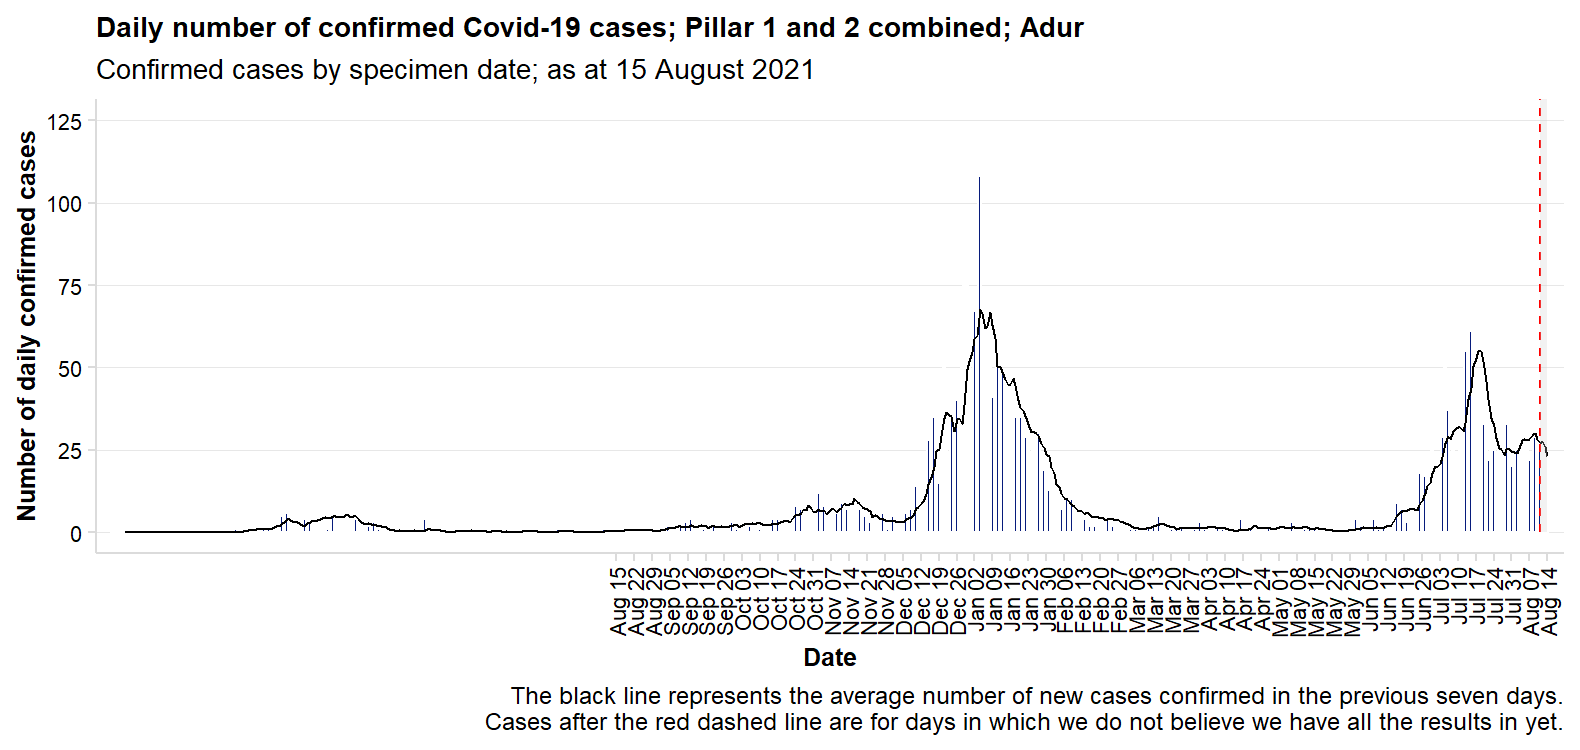 Daily number of confirmed Covid-19 cases; Pillar 1 and 2 combined; Adur
Confirmed cases by specimen date; as at 15 August 2021
Number of daily confirmed cases
125
100
75
50
25
0
Aug 15
Aug 22
Aug 29
Sep 05
Sep 12
Sep 19
Sep 26
Oct 03
Oct 10
Oct 17
Oct 24
Oct 31
Nov 07
Nov 14
Nov 21
Nov 28
Dec 05
Dec 12
Dec 19
Dec 26
Jan 02
Jan 09
Jan 16
Jan 23
Jan 30
Feb 06
Feb 13
Feb 20
Feb 27
Mar 06
Mar 13
Mar 20
Mar 27
Apr 03
Apr 10
Apr 17
Apr 24
May 01
May 08
May 15
May 22
May 29
Jun 05
Jun 12
Jun 19
Jun 26
Jul 03
Jul 10
Jul 17
Jul 24
Jul 31
Aug 07
Aug 14
Date
The black line represents the average number of new cases confirmed in the previous seven days.
Cases after the red dashed line are for days in which we do not believe we have all the results in yet.